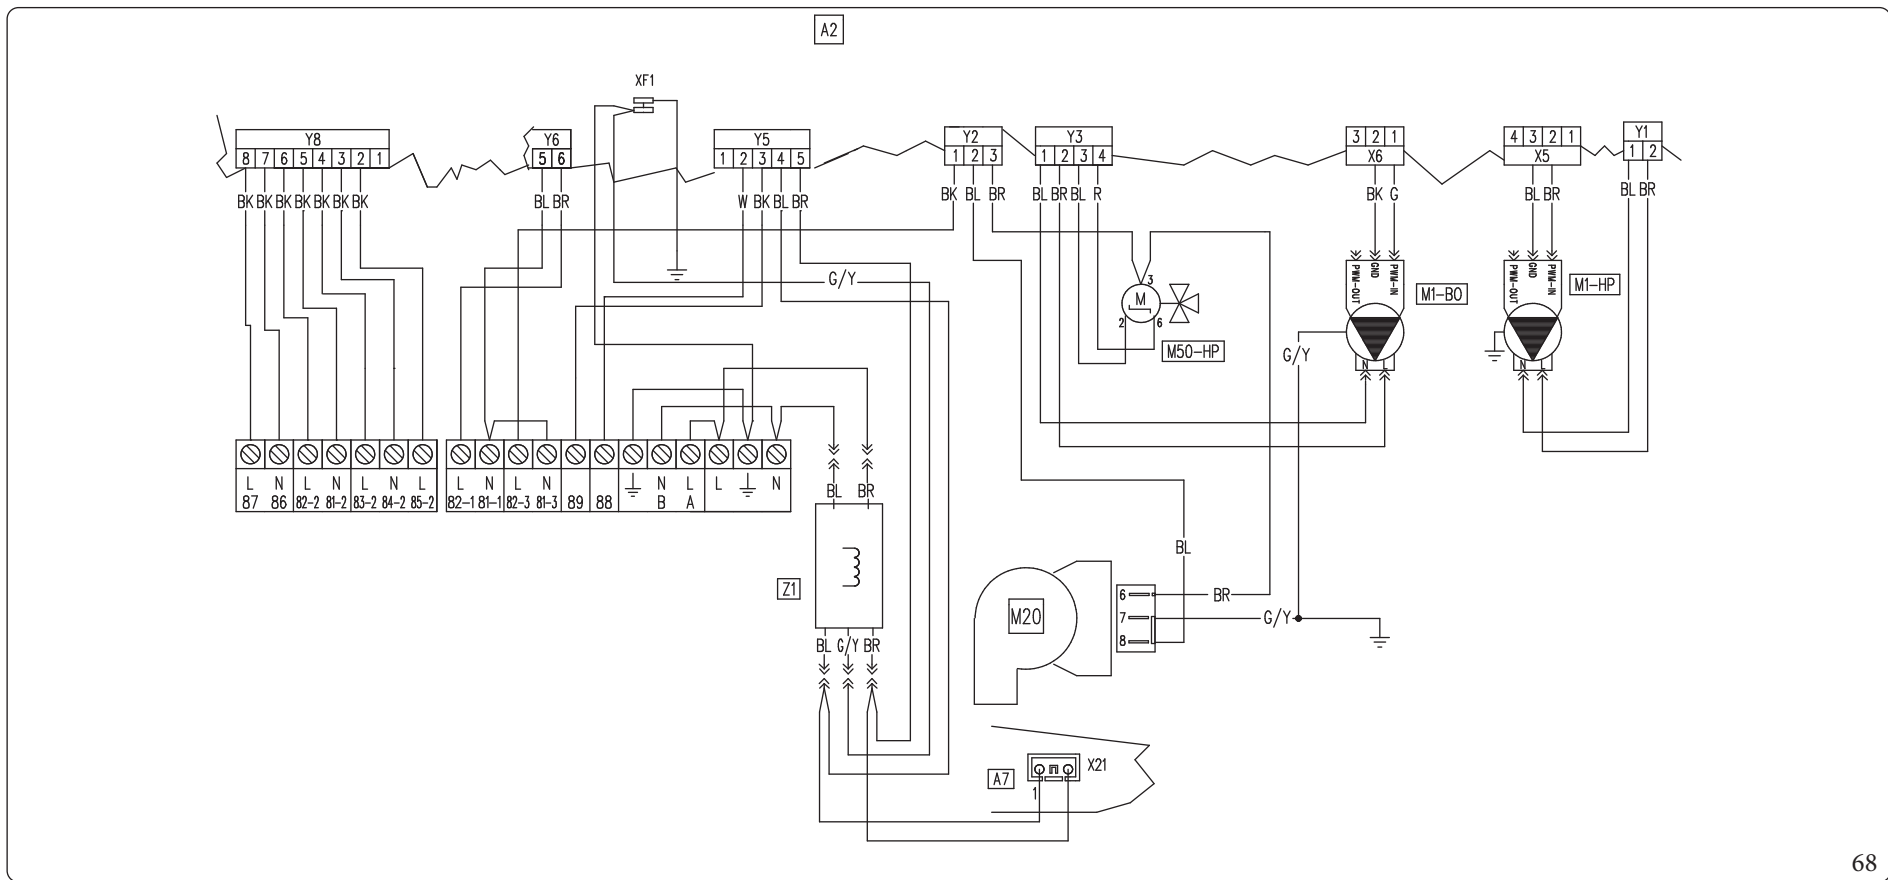 A2
XF1
Y8 Y6 Y5 Y2 Y3 3 2 1 4 3 2 1 Y1
8 7 6 5 4 3 2 1 5 6 1 2 3 4 5 1 2 3 1 2 3 4 X6 X5 1 2
BK BK BK BK BK BK BK BL BR W BK BL BR BK BL BR BL BR BL R BK G BL BR BL BR
G/Y
PWM-OUT GND PWM-IN
M1-BO
PWM-OUT GND PWM-IN
M1-HP
3
M
2 6
M50-HP
G/Y
N L
N L
L N L N L N L L N L N N L L N
87 86 82-2 81-2 83-2 84-2 85-2 82-1 81-1 82-3 81-3 89 88 B A
BL BR
BL
Z1
M20
6 BR
7 G/Y
8
BL G/Y BR
A7
X21
1
68